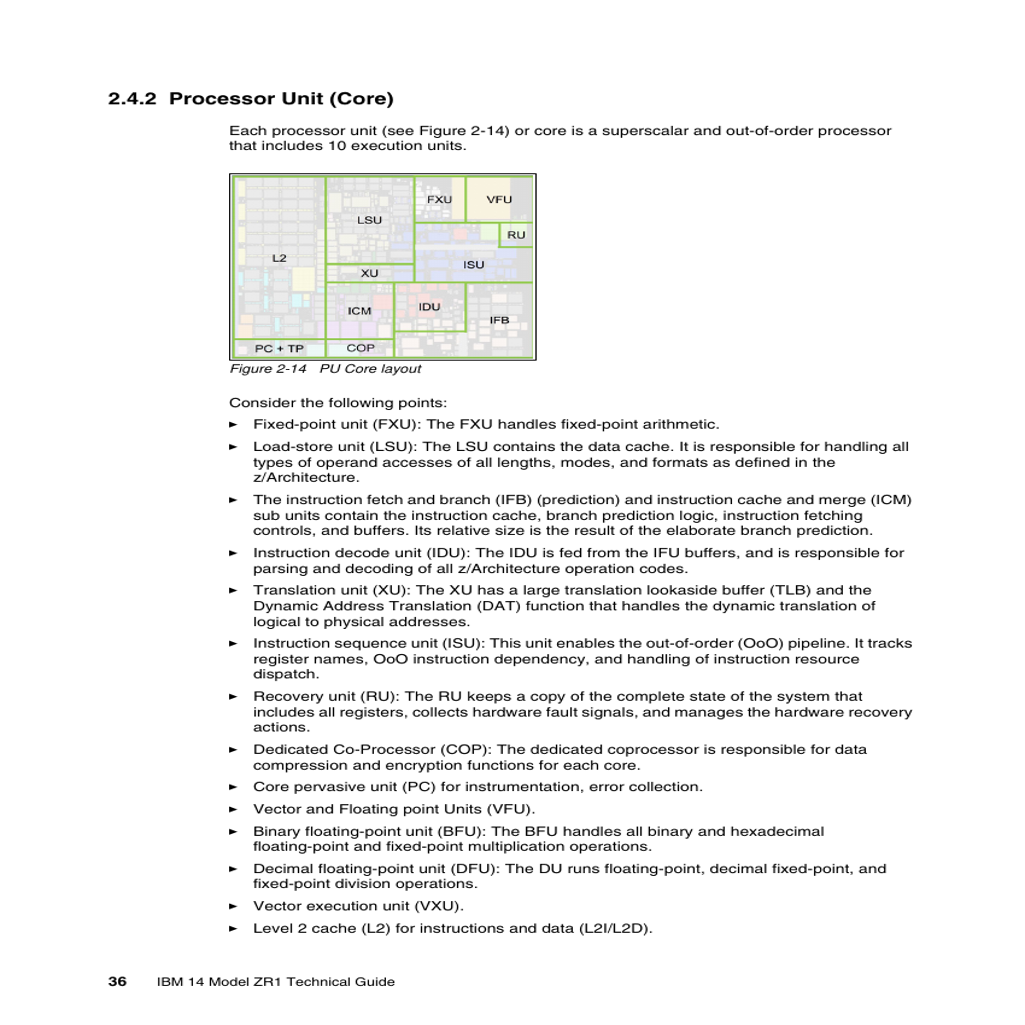 2.4.2 Processor Unit (Core)
Each processor unit (see Figure 2-14) or core is a superscalar and out-of-order processor
that includes 10 execution units.
FXU VFU
LSU
RU
L2
ISU
XU
IDU
ICM
IFB
PC + TP COP
Figure 2-14 PU Core layout
Consider the following points:
► Fixed-point unit (FXU): The FXU handles fixed-point arithmetic.
► Load-store unit (LSU): The LSU contains the data cache. It is responsible for handling all
types of operand accesses of all lengths, modes, and formats as defined in the
z/Architecture.
► The instruction fetch and branch (IFB) (prediction) and instruction cache and merge (ICM)
sub units contain the instruction cache, branch prediction logic, instruction fetching
controls, and buffers. Its relative size is the result of the elaborate branch prediction.
► Instruction decode unit (IDU): The IDU is fed from the IFU buffers, and is responsible for
parsing and decoding of all z/Architecture operation codes.
► Translation unit (XU): The XU has a large translation lookaside buffer (TLB) and the
Dynamic Address Translation (DAT) function that handles the dynamic translation of
logical to physical addresses.
► Instruction sequence unit (ISU): This unit enables the out-of-order (OoO) pipeline. It tracks
register names, OoO instruction dependency, and handling of instruction resource
dispatch.
► Recovery unit (RU): The RU keeps a copy of the complete state of the system that
includes all registers, collects hardware fault signals, and manages the hardware recovery
actions.
► Dedicated Co-Processor (COP): The dedicated coprocessor is responsible for data
compression and encryption functions for each core.
► Core pervasive unit (PC) for instrumentation, error collection.
► Vector and Floating point Units (VFU).
► Binary floating-point unit (BFU): The BFU handles all binary and hexadecimal
floating-point and fixed-point multiplication operations.
► Decimal floating-point unit (DFU): The DU runs floating-point, decimal fixed-point, and
fixed-point division operations.
► Vector execution unit (VXU).
► Level 2 cache (L2) for instructions and data (L2I/L2D).
36 IBM 14 Model ZR1 Technical Guide